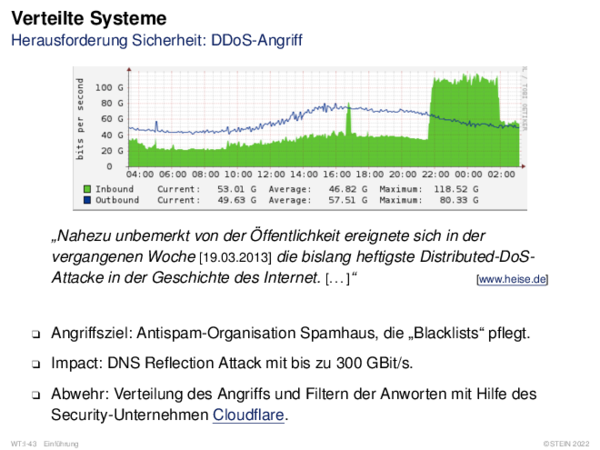 Verteilte Systeme
Herausforderung Sicherheit: DDoS-Angriff
bits per second
100 G
80 G
60 G
40 G
20 G
0
04:00 06:00 08:00 10:00 12:00 14:00 16:00 18:00 20:00 22:00 00:00 02:00
Inbound Current: 53.01 G Average: 46.82 G Maximum: 118.52 G
Outbound Current: 49.63 G Average: 57.51 G Maximum: 80.33 G
„Nahezu unbemerkt von der Öffentlichkeit ereignete sich in der
vergangenen Woche [19.03.2013] die bislang heftigste Distributed-DoS-
Attacke in der Geschichte des Internet. [...]“ [www.heise.de]
❑ Angriffsziel: Antispam-Organisation Spamhaus, die „Blacklists“ pflegt.
❑ Impact: DNS Reflection Attack mit bis zu 300 GBit/s.
❑ Abwehr: Verteilung des Angriffs und Filtern der Anworten mit Hilfe des
Security-Unternehmen Cloudflare.
WT:I-43 Einführung ©STEIN 2022